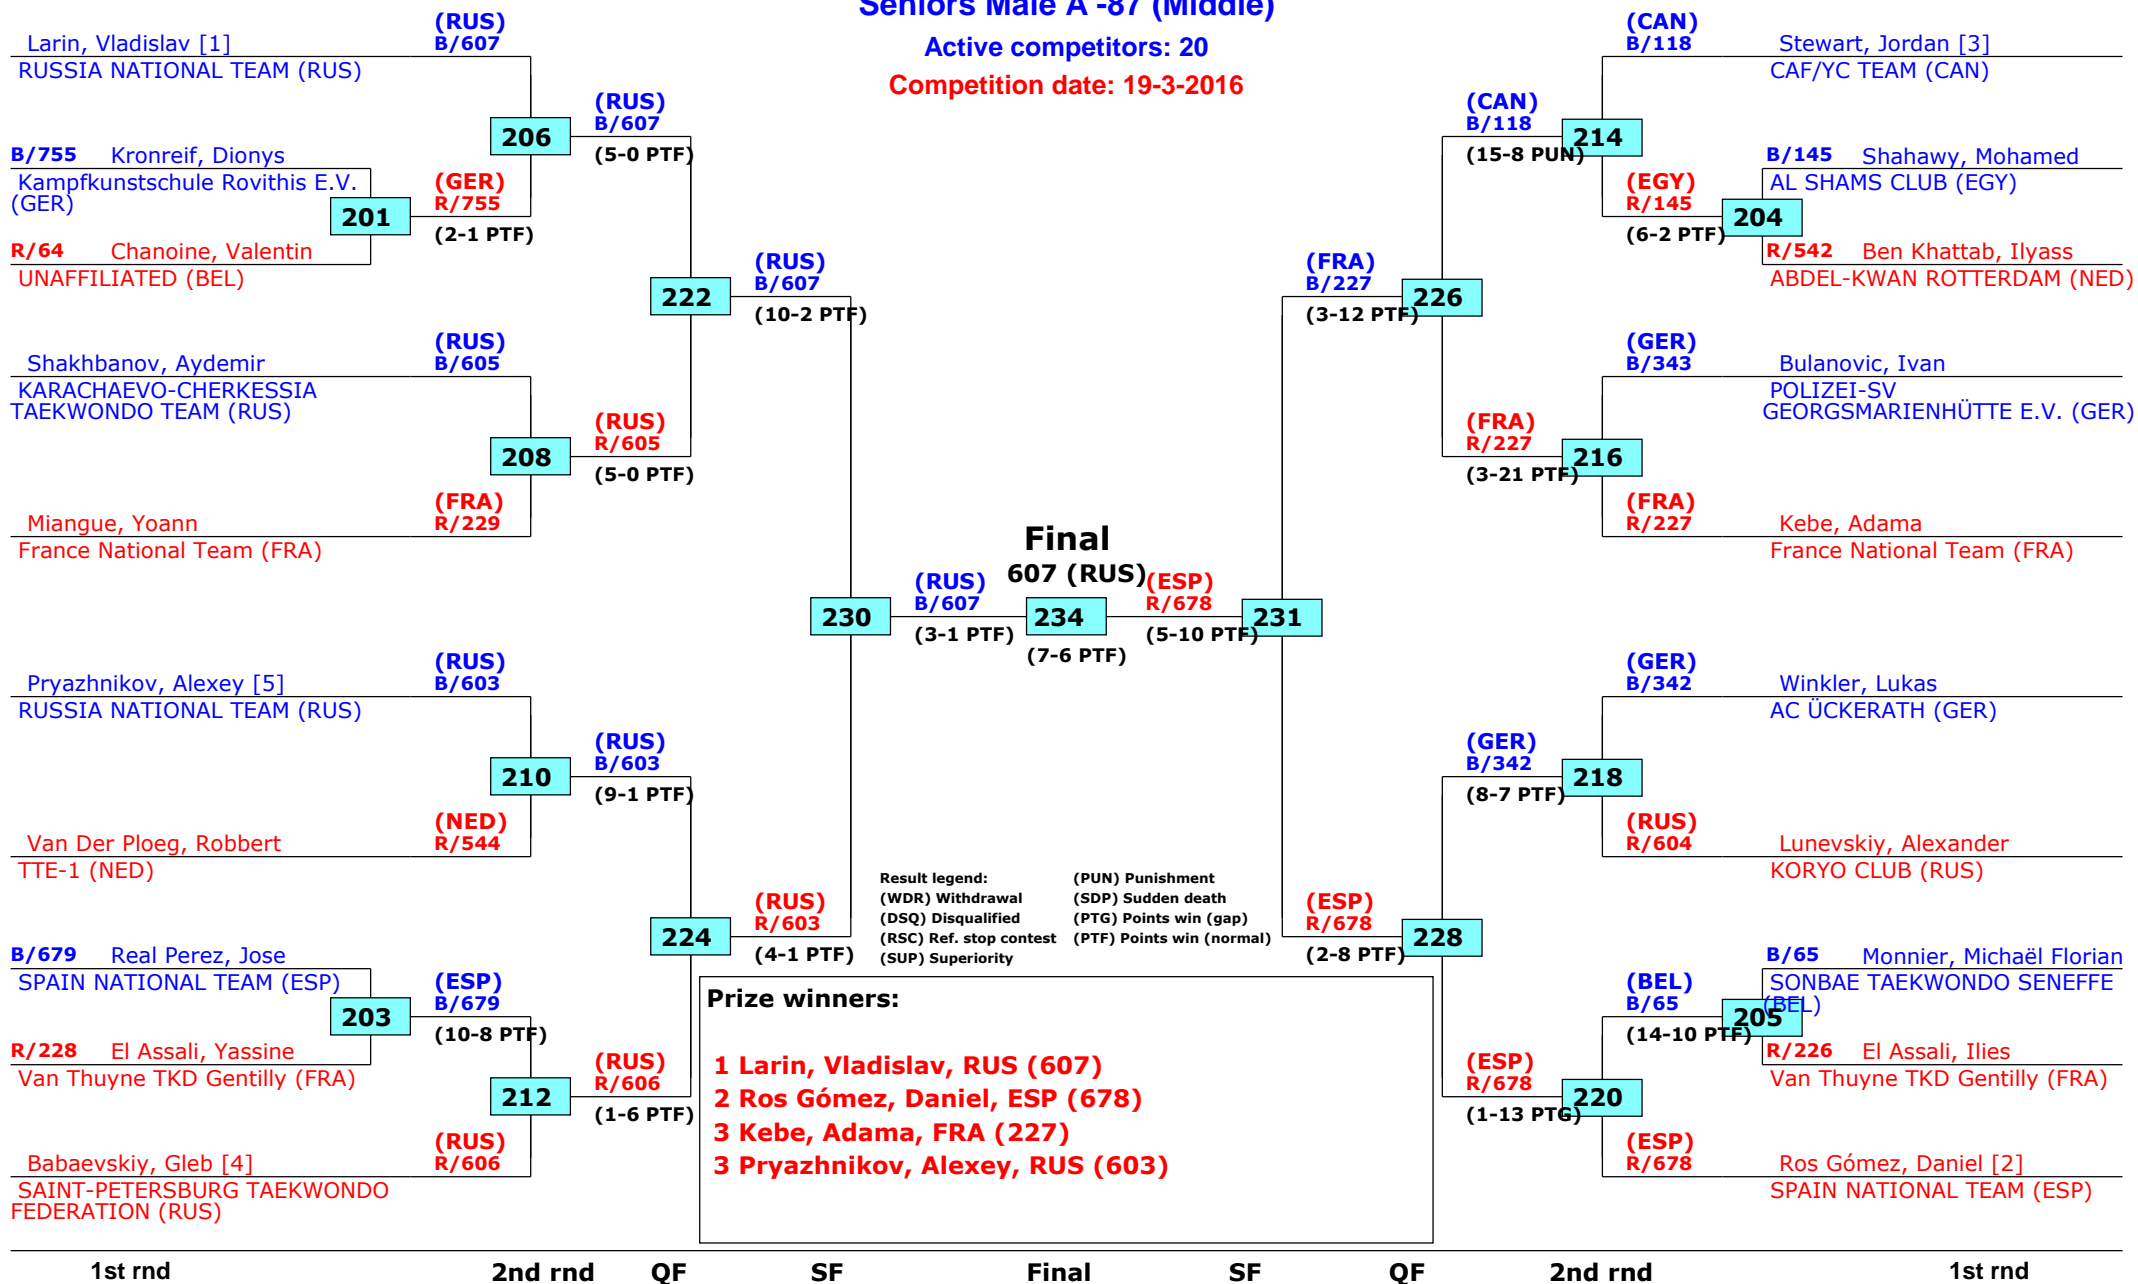 Seniors Male A -87 (Middle)
Active competitors: 20
Competition date: 19-3-2016
(RUS)
B/607
Larin, Vladislav [1]
RUSSIA NATIONAL TEAM (RUS)
B/755 Kronreif, Dionys
Kampfkunstschule Rovithis E.V.
(GER)
201
R/64 Chanoine, Valentin
UNAFFILIATED (BEL)
(GER)
R/755
(2-1 PTF)
206
(RUS)
B/607
(5-0 PTF)
(RUS)
B/605
Shakhbanov, Aydemir
KARACHAEVO-CHERKESSIA
TAEKWONDO TEAM (RUS)
208
(RUS)
R/605
(5-0 PTF)
(FRA)
R/229
Miangue, Yoann
France National Team (FRA)
222
(RUS)
B/607
(10-2 PTF)
(RUS)
B/603
Pryazhnikov, Alexey [5]
RUSSIA NATIONAL TEAM (RUS)
210
(RUS)
B/603
(9-1 PTF)
(NED)
R/544
Van Der Ploeg, Robbert
TTE-1 (NED)
B/679 Real Perez, Jose
SPAIN NATIONAL TEAM (ESP)
203
(ESP)
B/679
(10-8 PTF)
R/228 El Assali, Yassine
Van Thuyne TKD Gentilly (FRA)
212
(RUS)
R/606
(1-6 PTF)
(RUS)
R/606
Babaevskiy, Gleb [4]
SAINT-PETERSBURG TAEKWONDO
FEDERATION (RUS)
224
(RUS)
R/603
(4-1 PTF)
230
(RUS)
B/607
(3-1 PTF)
Final
607 (RUS)
234
(7-6 PTF)
(ESP)
R/678
(5-10 PTF)
231
(CAN)
B/118
Stewart, Jordan [3]
CAF/YC TEAM (CAN)
(CAN)
B/118
(15-8 PUN)
214
B/145 Shahawy, Mohamed
AL SHAMS CLUB (EGY)
(EGY)
R/145
(6-2 PTF)
204
R/542 Ben Khattab, Ilyass
ABDEL-KWAN ROTTERDAM (NED)
(FRA)
B/227
(3-12 PTF)
226
(GER)
B/343
Bulanovic, Ivan
POLIZEI-SV
GEORGSMARIENHÜTTE E.V. (GER)
(FRA)
R/227
(3-21 PTF)
216
(FRA)
R/227
Kebe, Adama
France National Team (FRA)
(GER)
B/342
Winkler, Lukas
AC ÜCKERATH (GER)
(GER)
B/342
(8-7 PTF)
218
(RUS)
R/604
Lunevskiy, Alexander
KORYO CLUB (RUS)
(ESP)
R/678
(2-8 PTF)
228
B/65 Monnier, Michaël Florian
SONBAE TAEKWONDO SENEFFE
(BEL)
(BEL)
B/65
(14-10 PTF)
205
R/226 El Assali, Ilies
Van Thuyne TKD Gentilly (FRA)
(ESP)
R/678
(1-13 PTG)
220
(ESP)
R/678
Ros Gómez, Daniel [2]
SPAIN NATIONAL TEAM (ESP)
Result legend:
(WDR) Withdrawal
(DSQ) Disqualified
(RSC) Ref. stop contest
(SUP) Superiority
(PUN) Punishment
(SDP) Sudden death
(PTG) Points win (gap)
(PTF) Points win (normal)
Prize winners:
1 Larin, Vladislav, RUS (607)
2 Ros Gómez, Daniel, ESP (678)
3 Kebe, Adama, FRA (227)
3 Pryazhnikov, Alexey, RUS (603)
1st rnd 2nd rnd QF SF Final SF QF 2nd rnd 1st rnd